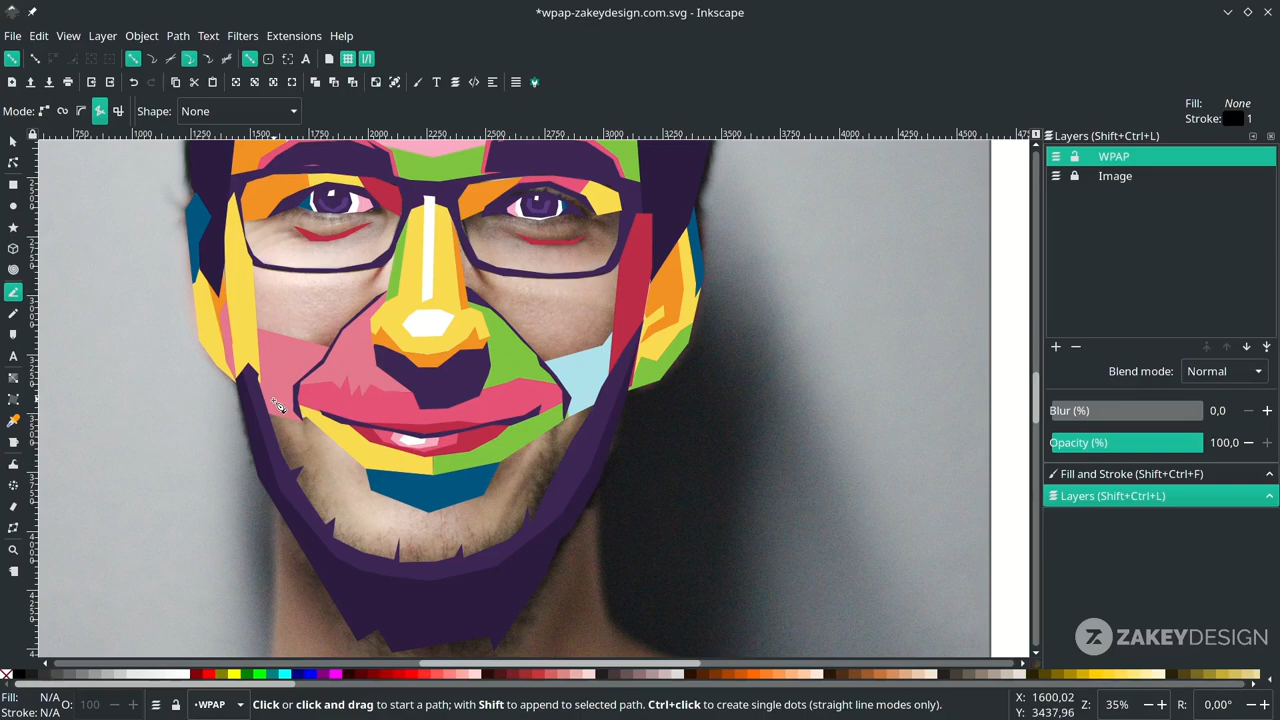 *wpap-zakeydesign.com.svg - Inkscape
File Edit View Layer Object Path Text Filters Extensions Help
Mode: Shape: None
Fill: None
Stroke: 1
750 1000 1250 1500 1750 2000 2250 2500 2750 3000 3250 3500 3750 4000 4250 4500
Layers (Shift+Ctrl+L)
WPAP
Image
Blend mode: Normal
Blur (%) 0,0
Opacity (%) 100,0
Fill and Stroke (Shift+Ctrl+F)
Layers (Shift+Ctrl+L)
ZAKEYDESIGN
Fill: N/A O: 100 •WPAP Click or click and drag to start a path; with Shift to append to selected path. Ctrl+click to create single dots (straight line modes only). X: 1600,02 Z: 35% R: 0,00°
Stroke: N/A Y: 3437,96